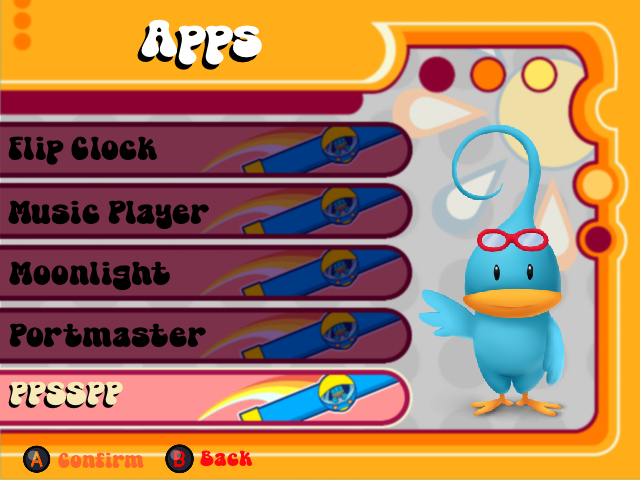 Apps
Flip Clock
Music Player
Moonlight
Portmaster
PPSSPP
A Confirm B Back